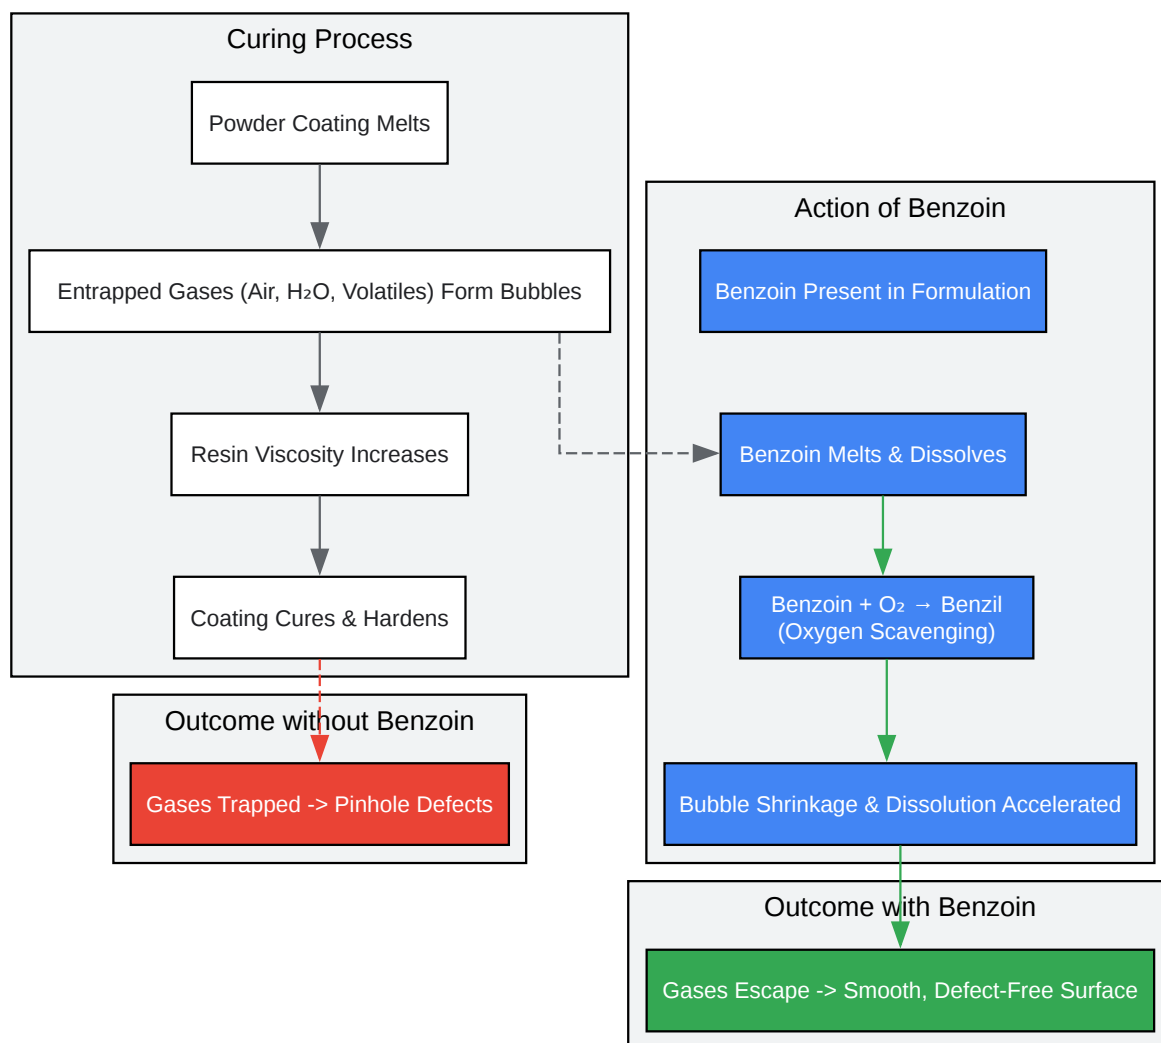 Curing Process
Powder Coating Melts
Entrapped Gases (Air, H₂O, Volatiles) Form Bubbles
Resin Viscosity Increases
Coating Cures & Hardens
Outcome without Benzoin
Gases Trapped -> Pinhole Defects
Action of Benzoin
Benzoin Present in Formulation
Benzoin Melts & Dissolves
Benzoin + O₂ → Benzil
(Oxygen Scavenging)
Bubble Shrinkage & Dissolution Accelerated
Outcome with Benzoin
Gases Escape -> Smooth, Defect-Free Surface